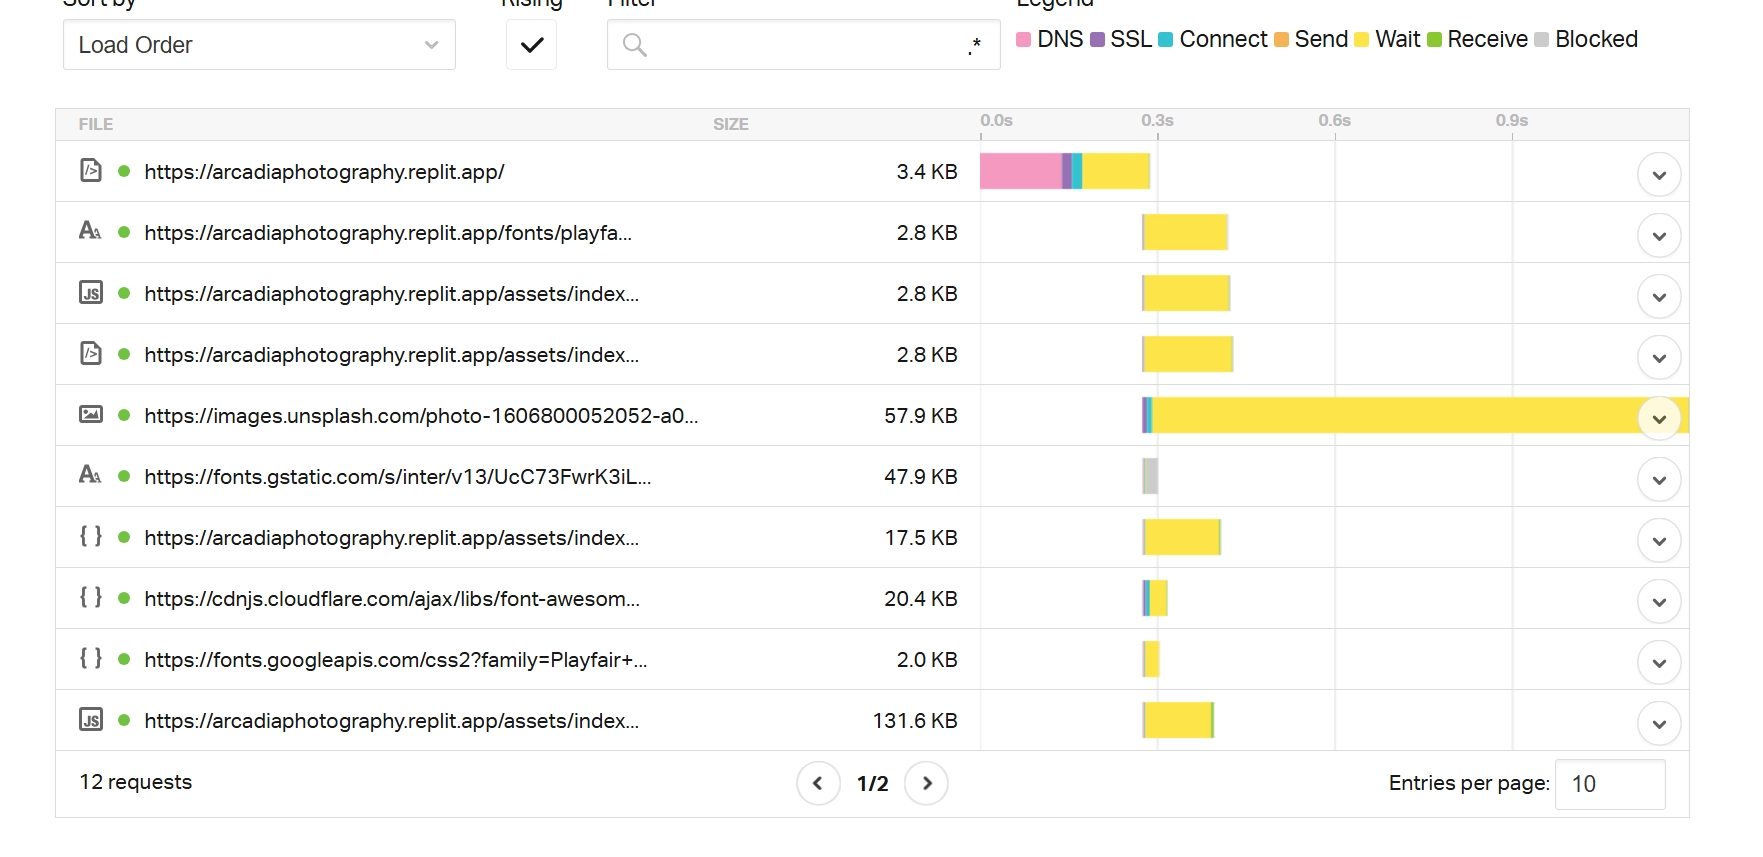 Sort by Rising Filter Legend
Load Order .* DNS SSL Connect Send Wait Receive Blocked
FILE SIZE 0.0s 0.3s 0.6s 0.9s
https://arcadiaphotography.replit.app/ 3.4 KB
https://arcadiaphotography.replit.app/fonts/playfa... 2.8 KB
https://arcadiaphotography.replit.app/assets/index... 2.8 KB
https://arcadiaphotography.replit.app/assets/index... 2.8 KB
https://images.unsplash.com/photo-1606800052052-a0... 57.9 KB
https://fonts.gstatic.com/s/inter/v13/UcC73FwrK3iL... 47.9 KB
https://arcadiaphotography.replit.app/assets/index... 17.5 KB
https://cdnjs.cloudflare.com/ajax/libs/font-awesom... 20.4 KB
https://fonts.googleapis.com/css2?family=Playfair+... 2.0 KB
https://arcadiaphotography.replit.app/assets/index... 131.6 KB
12 requests 1/2 Entries per page: 10